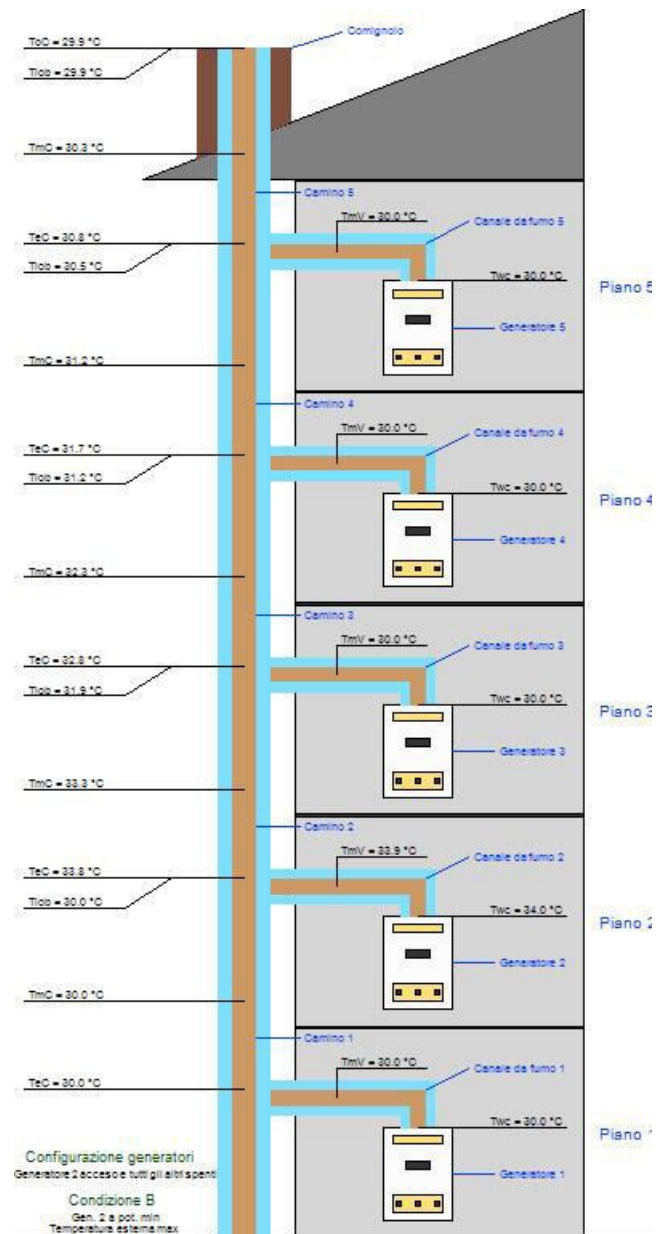 ToC = 29.9 °C
Comignolo
Tiob = 29.9 °C
TmC = 30.3 °C
Camino 5
TmV = 30.0 °C
Canale da fumo 5
TeC = 30.8 °C
Tiob = 30.5 °C
Twc = 30.0 °C
Piano 5
Generatore 5
TmC = 31.2 °C
Camino 4
TmV = 30.0 °C
Canale da fumo 4
TeC = 31.7 °C
Tiob = 31.2 °C
Twc = 30.0 °C
Piano 4
Generatore 4
TmC = 32.3 °C
Camino 3
TmV = 30.0 °C
Canale da fumo 3
TeC = 32.8 °C
Tiob = 31.9 °C
Twc = 30.0 °C
Piano 3
Generatore 3
TmC = 33.3 °C
Camino 2
TmV = 33.9 °C
Canale da fumo 2
TeC = 33.8 °C
Tiob = 30.0 °C
Twc = 34.0 °C
Piano 2
Generatore 2
TmC = 30.0 °C
Camino 1
TmV = 30.0 °C
Canale da fumo 1
TeC = 30.0 °C
Twc = 30.0 °C
Piano 1
Generatore 1
Configurazione generatori
Generatore 2 acceso e tutti gli altri spenti
Condizione B
Gen. 2 a pot. min
Temperatura esterna max